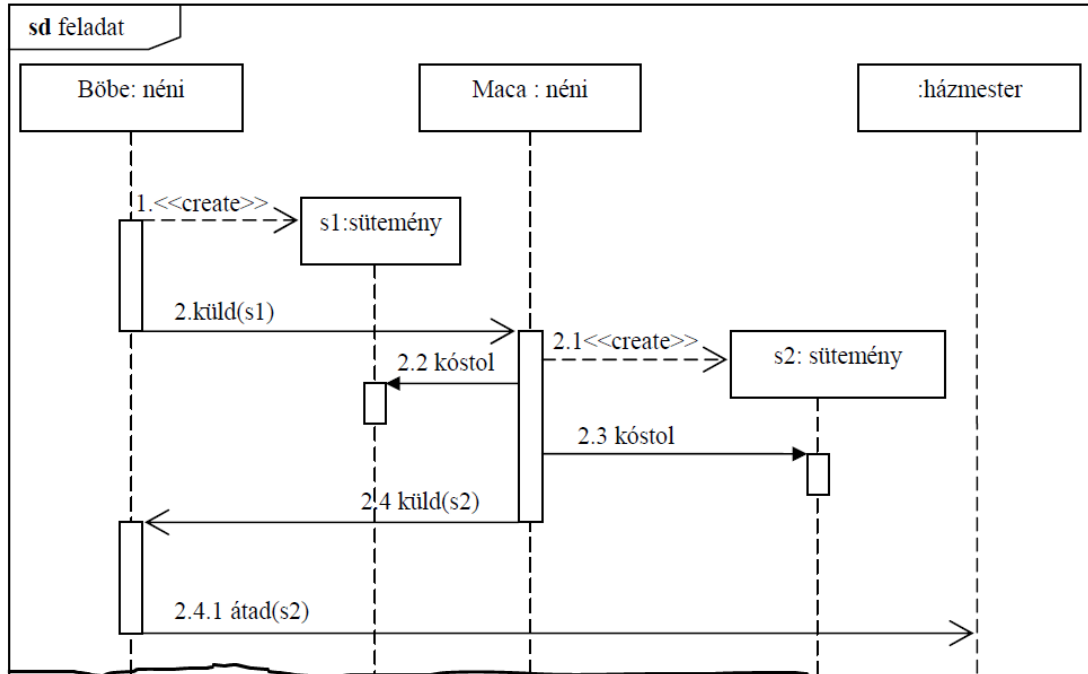 sd feladat
Böbe: néni
Maca : néni
:házmester
1.<<create>>
s1:sütemény
2.küld(s1)
2.1<<create>>
s2: sütemény
2.2 kóstol
2.3 kóstol
2.4 küld(s2)
2.4.1 átad(s2)